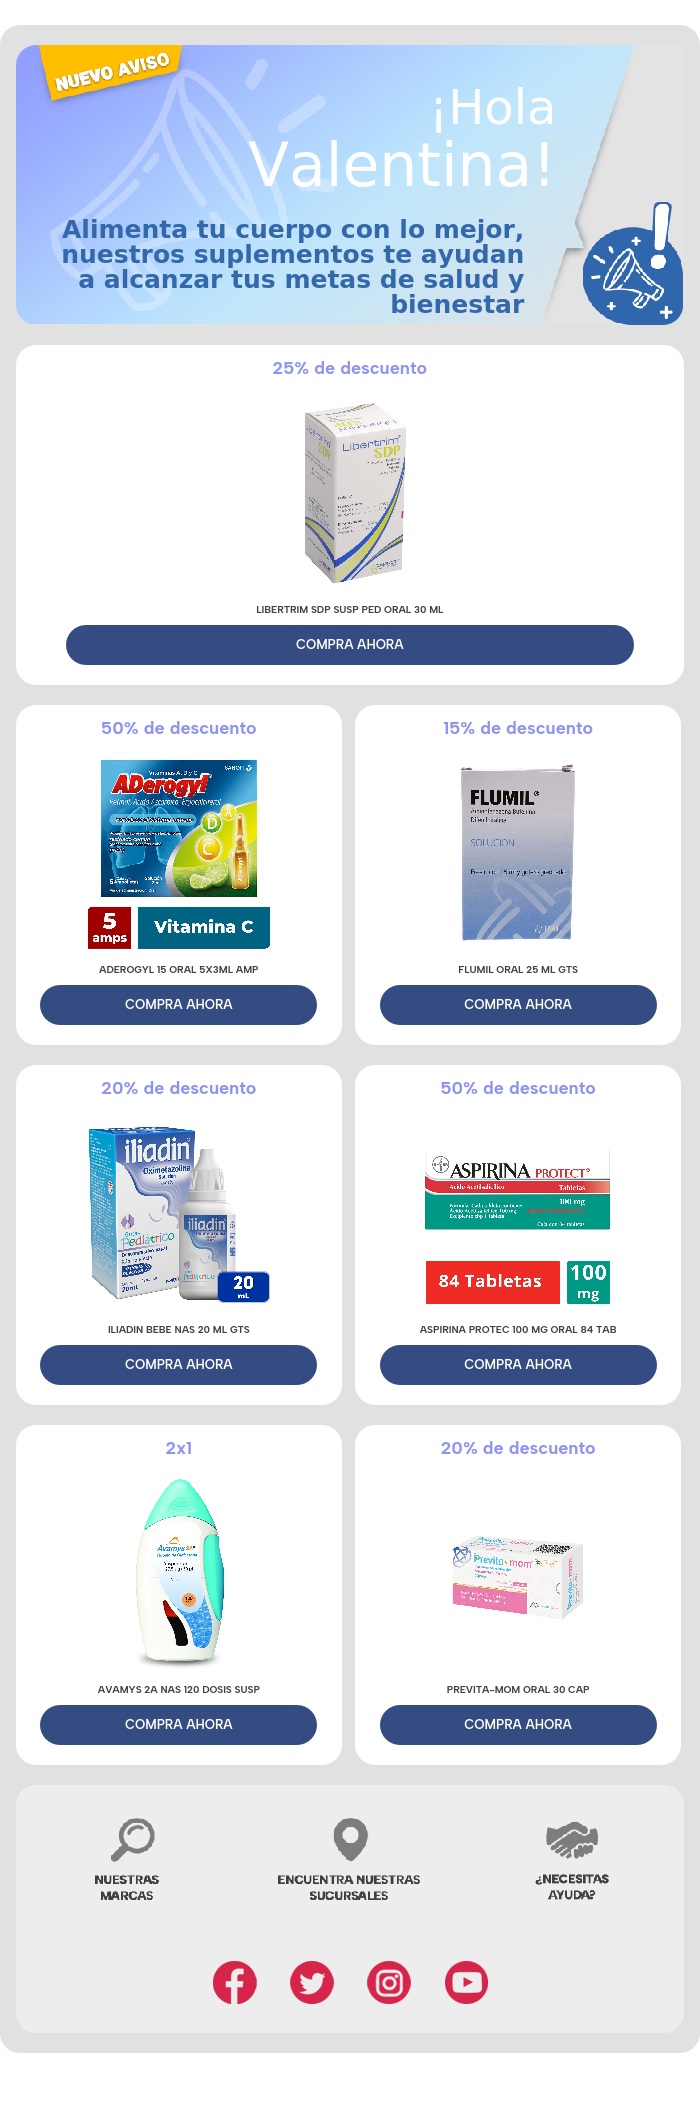 NUEVO AVISO
¡Hola
Valentina!
Alimenta tu cuerpo con lo mejor,
nuestros suplementos te ayudan
a alcanzar tus metas de salud y
bienestar
25% de descuento
Libertrim
SDP
LIBERTRIM SDP SUSP PED ORAL 30 ML
COMPRA AHORA
50% de descuento
Vitaminas A, D y C
SANOFI
ADerogyl
D
A
C
5
amps
Vitamina C
ADEROGYL 15 ORAL 5X3ML AMP
COMPRA AHORA
15% de descuento
FLUMIL®
SOLUCION
FLUMIL ORAL 25 ML GTS
COMPRA AHORA
20% de descuento
iliadin
Oximetazolina
Pediátrico
20
mL
ILIADIN BEBE NAS 20 ML GTS
COMPRA AHORA
50% de descuento
ASPIRINA PROTECT®
Ácido Acetilsalicílico
Tabletas
100 mg
84 Tabletas
100
mg
ASPIRINA PROTEC 100 MG ORAL 84 TAB
COMPRA AHORA
2x1
Avamys
AVAMYS 2A NAS 120 DOSIS SUSP
COMPRA AHORA
20% de descuento
Previta-mom
PREVITA-MOM ORAL 30 CAP
COMPRA AHORA
NUESTRAS
MARCAS
ENCUENTRA NUESTRAS
SUCURSALES
¿NECESITAS
AYUDA?